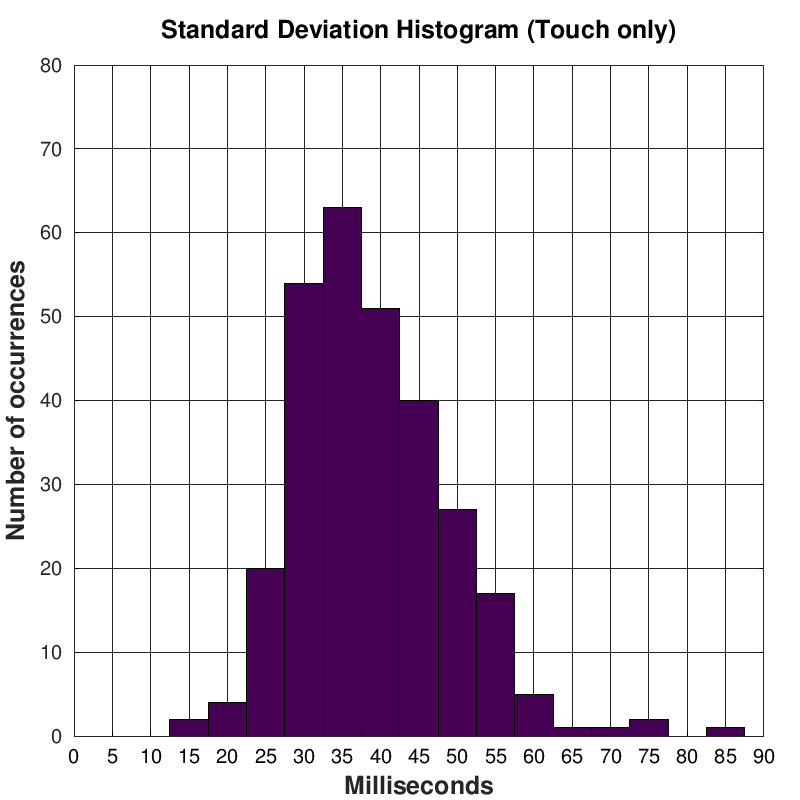 Standard Deviation Histogram (Touch only)
80
70
60
50
40
30
20
10
0
Number of occurrences
0 5 10 15 20 25 30 35 40 45 50 55 60 65 70 75 80 85 90
Milliseconds